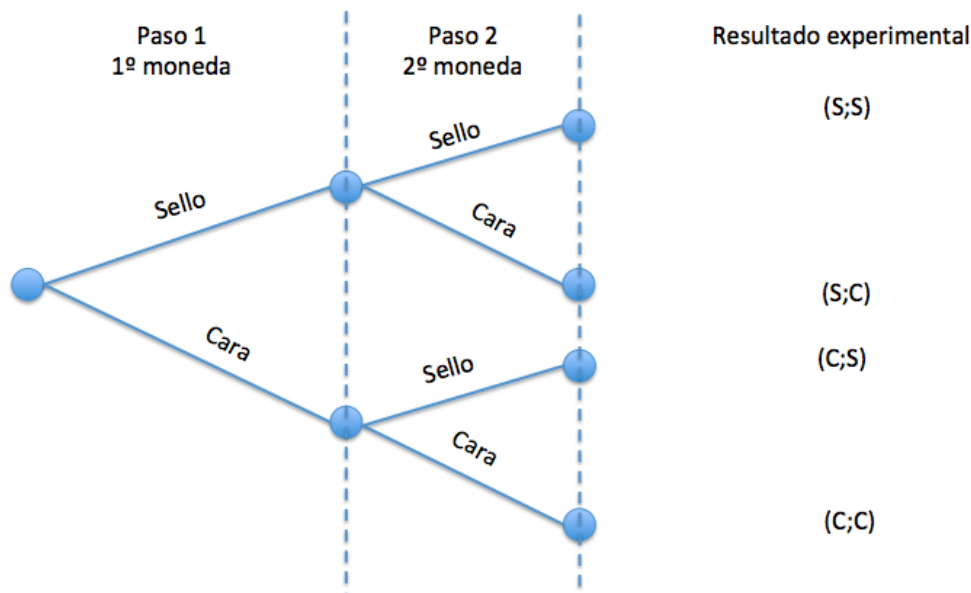 Paso 1
1º moneda
Paso 2
2º moneda
Resultado experimental
(S;S)
Sello
Sello
Cara
(S;C)
Cara
Sello
(C;S)
Cara
(C;C)